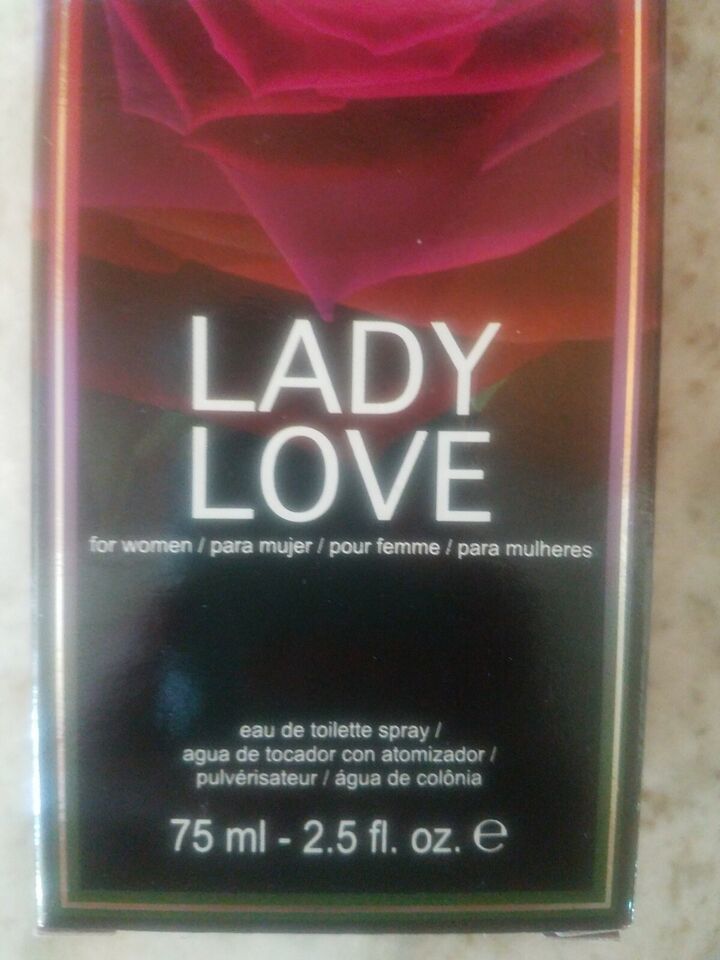 LADY
LOVE
for women / para mujer / pour femme / para mulheres
eau de toilette spray /
agua de tocador con atomizador /
pulvérisateur / água de colônia
75 ml - 2.5 fl. oz. ℮